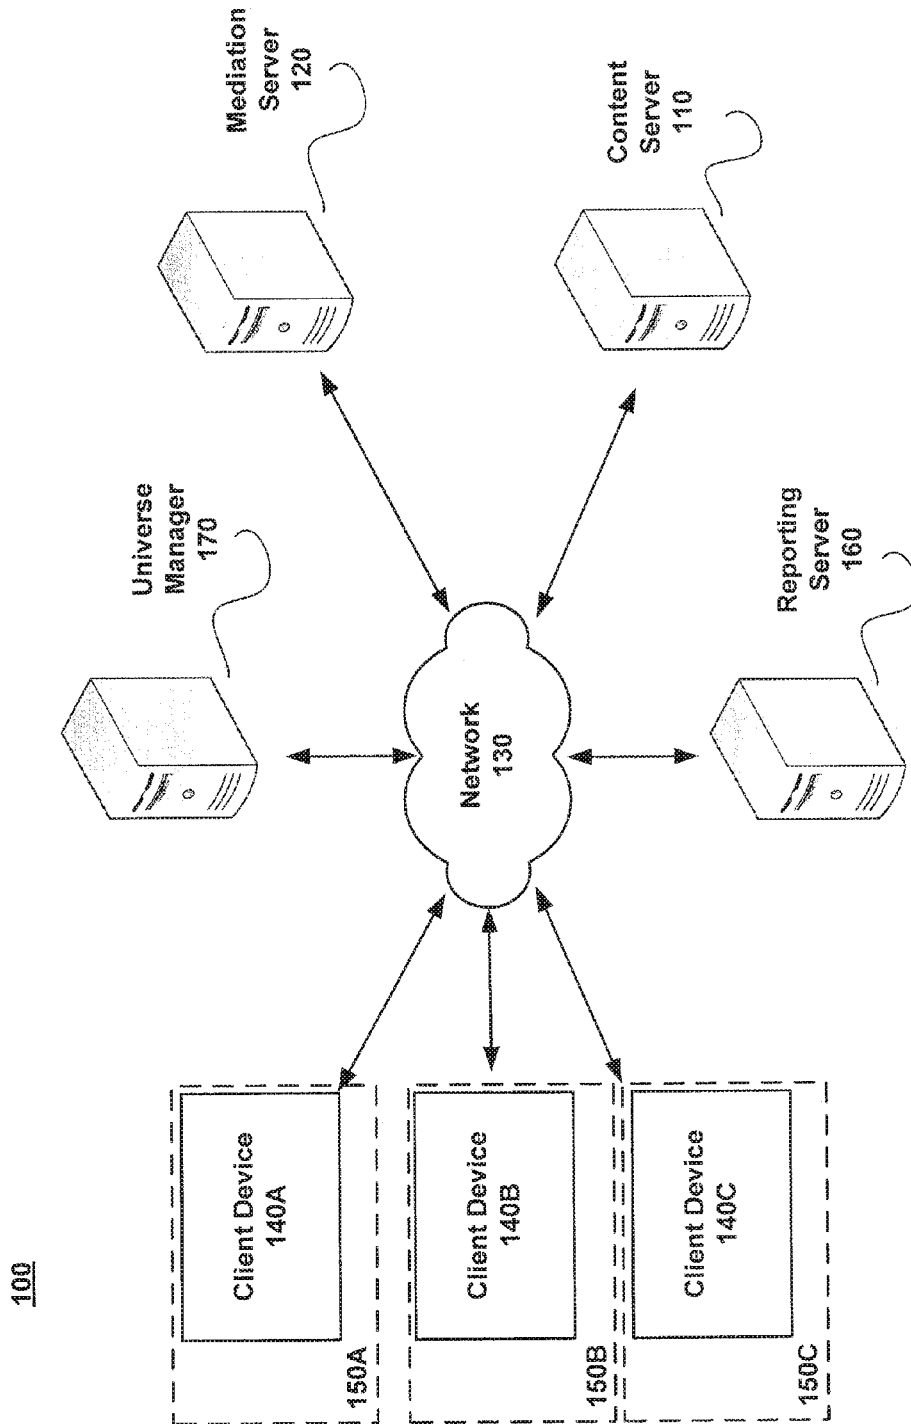 100
Client Device
140A
150A
Client Device
140B
150B
Client Device
140C
150C
Network
130
Universe
Manager
170
Mediation
Server
120
Content
Server
110
Reporting
Server
160